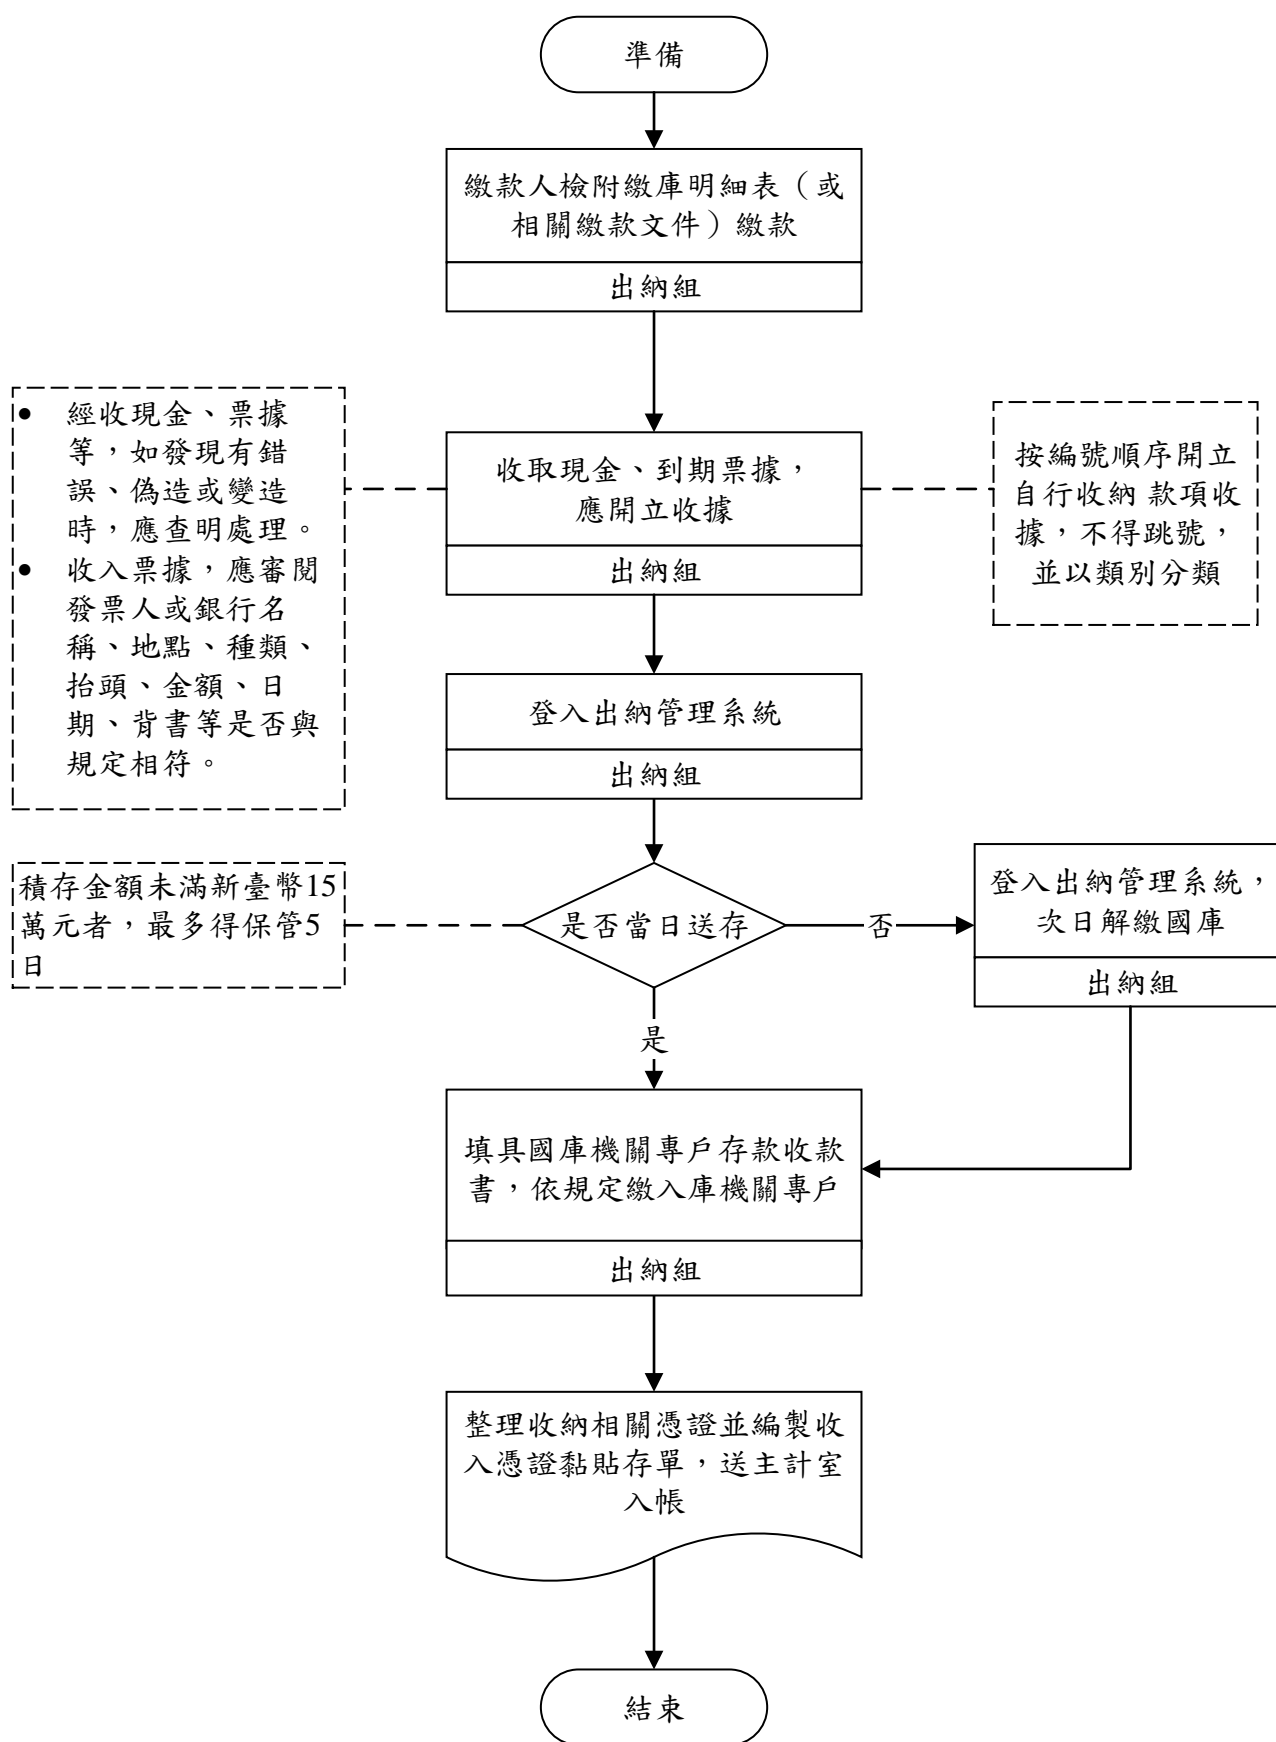 準備
繳款人檢附繳庫明細表（或
相關繳款文件）繳款
出納組
• 經收現金、票據
等，如發現有錯
誤、偽造或變造
時，應查明處理。
• 收入票據，應審閱
發票人或銀行名
稱、地點、種類、
抬頭、金額、日
期、背書等是否與
規定相符。
收取現金、到期票據，
應開立收據
出納組
按編號順序開立
自行收納 款項收
據，不得跳號，
並以類別分類
登入出納管理系統
出納組
積存金額未滿新臺幣15
萬元者，最多得保管5
日
是否當日送存
否
登入出納管理系統，
次日解繳國庫
出納組
是
填具國庫機關專戶存款收款
書，依規定繳入庫機關專戶
出納組
整理收納相關憑證並編製收
入憑證黏貼存單，送主計室
入帳
結束